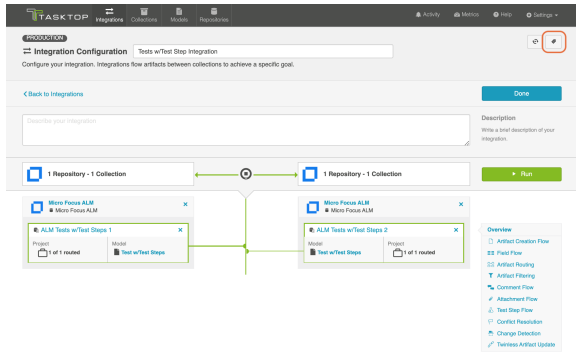 TASKTOP
Integrations
Collections
Models
Repositories
Activity
Metrics
Help
Settings
PRODUCTION
Integration Configuration
Tests w/Test Step Integration
Configure your integration. Integrations flow artifacts between collections to achieve a specific goal.
Back to Integrations
Done
Describe your integration
Description
Write a brief description of your
integration.
1 Repository - 1 Collection
1 Repository - 1 Collection
Run
Micro Focus ALM
Micro Focus ALM
ALM Tests w/Test Steps 1
Project
Model
1 of 1 routed
Test w/Test Steps
Micro Focus ALM
Micro Focus ALM
ALM Tests w/Test Steps 2
Model
Project
Test w/Test Steps
1 of 1 routed
Overview
Artifact Creation Flow
Field Flow
Artifact Routing
Artifact Filtering
Comment Flow
Attachment Flow
Test Step Flow
Conflict Resolution
Change Detection
Twinless Artifact Update